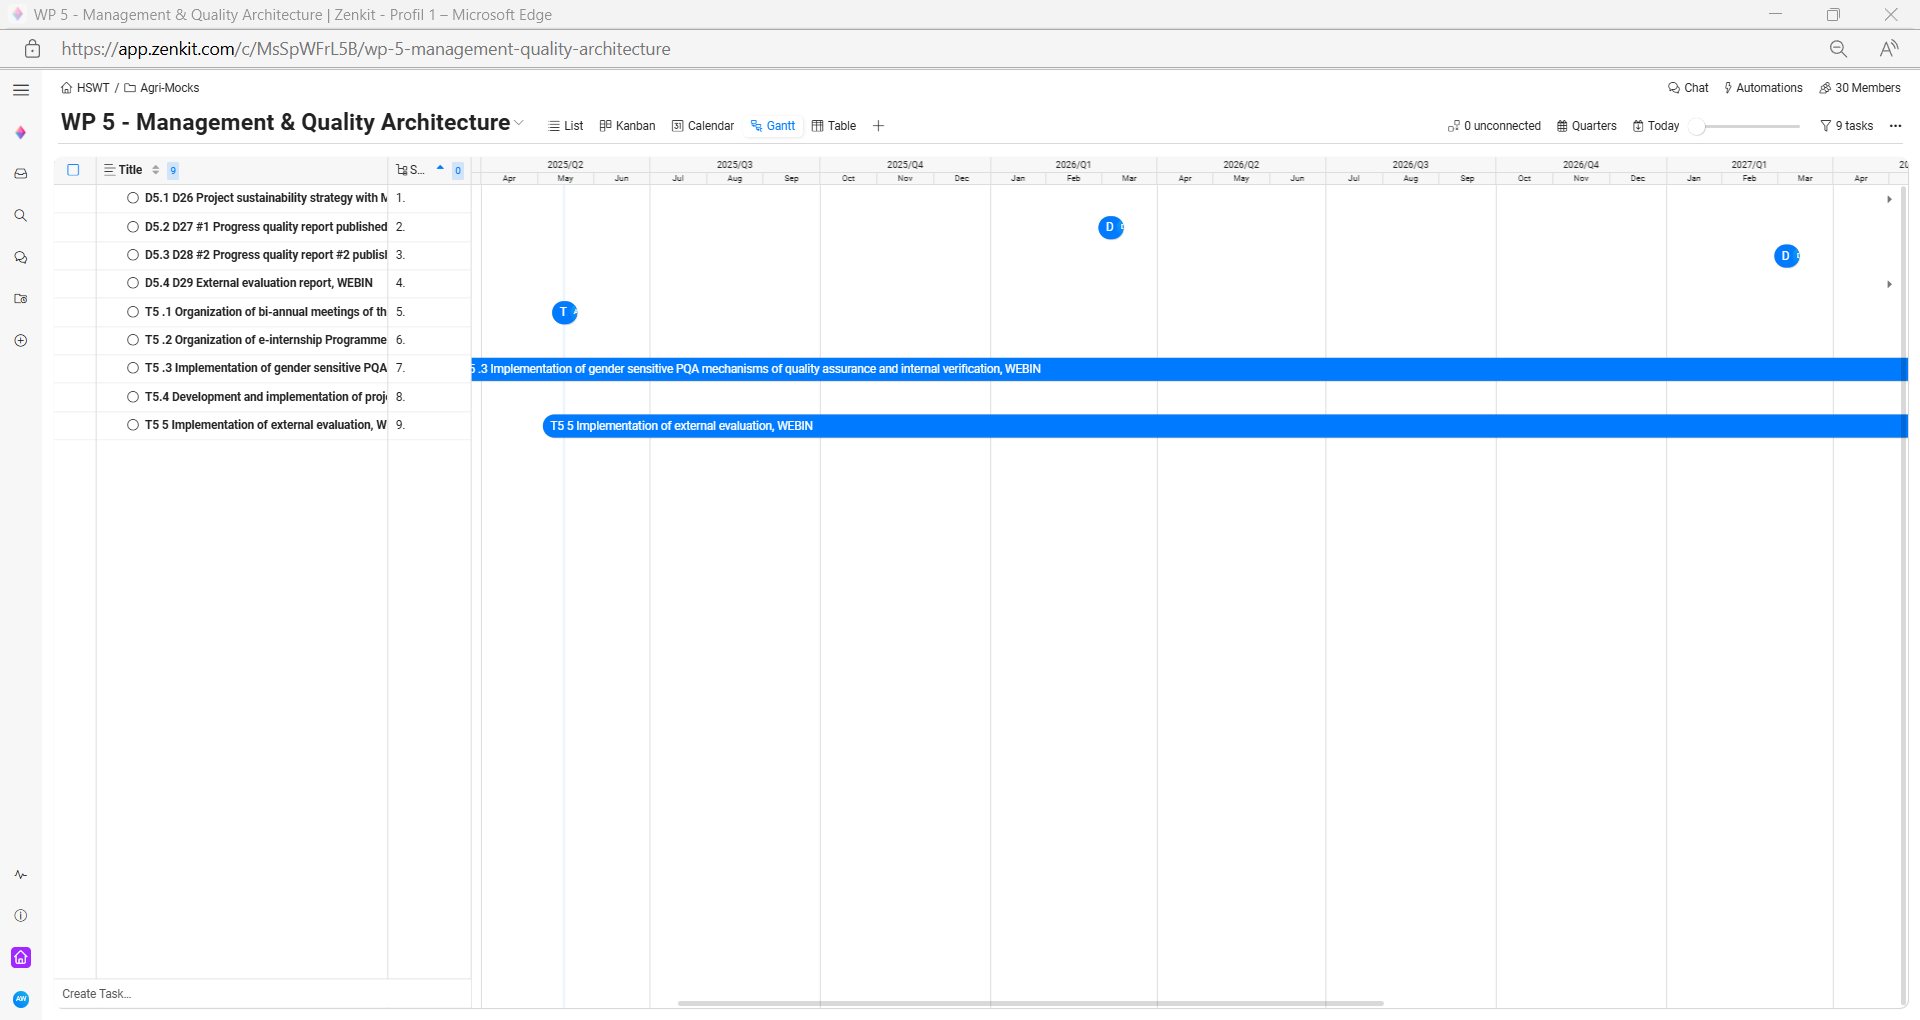 WP 5 - Management & Quality Architecture | Zenkit - Profil 1 – Microsoft Edge
https://app.zenkit.com/c/MsSpWFrL5B/wp-5-management-quality-architecture
HSWT / Agri-Mocks
Chat Automations 30 Members
WP 5 - Management & Quality Architecture
List Kanban Calendar Gantt Table
0 unconnected Quarters Today 9 tasks
Title 9 S... 0
2025/Q2 2025/Q3 2025/Q4 2026/Q1 2026/Q2 2026/Q3 2026/Q4 2027/Q1 20
Apr May Jun Jul Aug Sep Oct Nov Dec Jan Feb Mar Apr May Jun Jul Aug Sep Oct Nov Dec Jan Feb Mar Apr
D5.1 D26 Project sustainability strategy with 1.
D5.2 D27 #1 Progress quality report published 2. D
D5.3 D28 #2 Progress quality report #2 publis 3. D
D5.4 D29 External evaluation report, WEBIN 4.
T5 .1 Organization of bi-annual meetings of th 5. T
T5 .2 Organization of e-internship Programme 6.
T5 .3 Implementation of gender sensitive PQA 7. .3 Implementation of gender sensitive PQA mechanisms of quality assurance and internal verification, WEBIN
T5.4 Development and implementation of proj 8.
T5 5 Implementation of external evaluation, W 9. T5 5 Implementation of external evaluation, WEBIN
Create Task...
AW